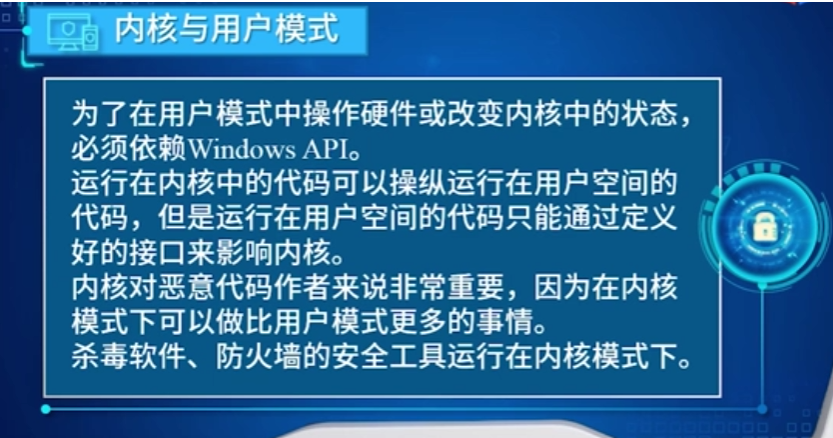 内核与用户模式
为了在用户模式中操作硬件或改变内核中的状态，
必须依赖Windows API。
运行在内核中的代码可以操纵运行在用户空间的
代码，但是运行在用户空间的代码只能通过定义
好的接口来影响内核。
内核对恶意代码作者来说非常重要，因为在内核
模式下可以做比用户模式更多的事情。
杀毒软件、防火墙的安全工具运行在内核模式下。